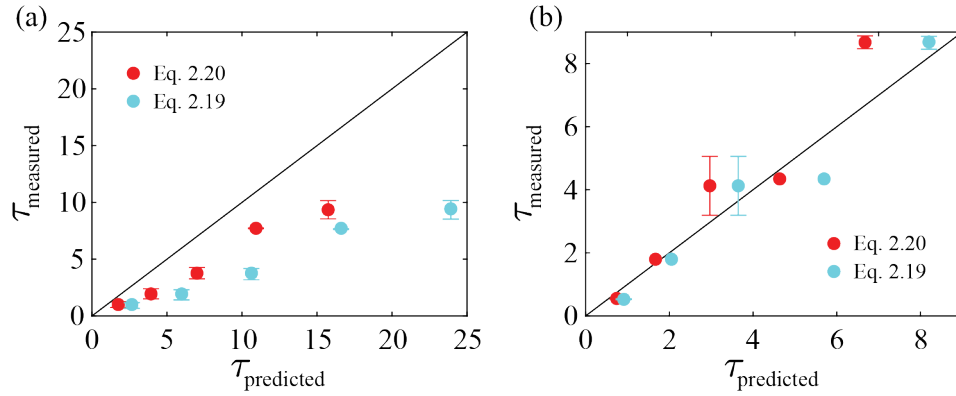 (a)
25
20
15
10
5
0
τmeasured
Eq. 2.20
Eq. 2.19
0 5 10 15 20 25
τpredicted
(b)
8
6
4
2
0
τmeasured
Eq. 2.20
Eq. 2.19
0 2 4 6 8
τpredicted